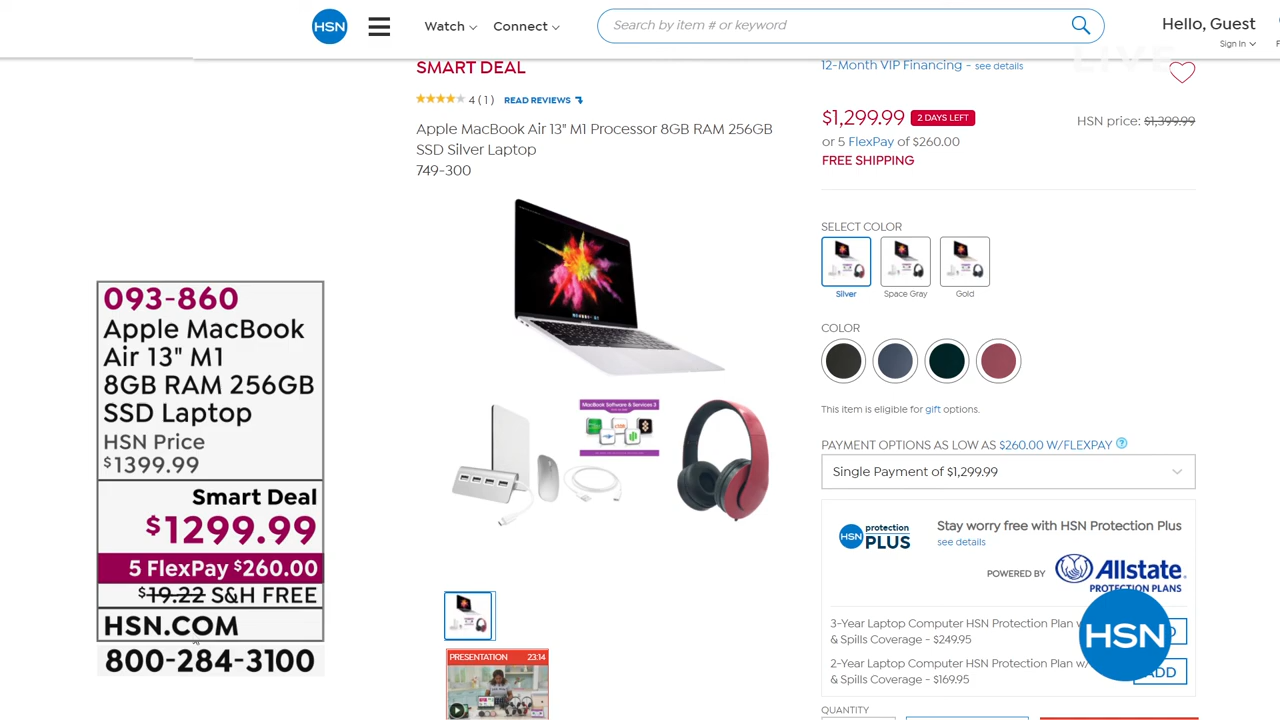 HSN
Watch
Connect
Search by item # or keyword
Hello, Guest
Sign In
LIVE
SMART DEAL
4 (1) READ REVIEWS
Apple MacBook Air 13" M1 Processor 8GB RAM 256GB
SSD Silver Laptop
749-300
12-Month VIP Financing - see details
$1,299.99 2 DAYS LEFT
HSN price: $1,399.99
or 5 FlexPay of $260.00
FREE SHIPPING
SELECT COLOR
Silver
Space Gray
Gold
COLOR
This item is eligible for gift options.
PAYMENT OPTIONS AS LOW AS $260.00 W/FLEXPAY ?
Single Payment of $1,299.99
HSN protection
PLUS
Stay worry free with HSN Protection Plus
see details
POWERED BY
Allstate
PROTECTION PLANS
3-Year Laptop Computer HSN Protection Plan
& Spills Coverage - $249.95
2-Year Laptop Computer HSN Protection Plan w/
& Spills Coverage - $169.95
HSN
QUANTITY
MacBook Software & Services 3
PRESENTATION 23:14
093-860
Apple MacBook
Air 13" M1
8GB RAM 256GB
SSD Laptop
HSN Price
$1399.99
Smart Deal
$1299.99
5 FlexPay $260.00
$19.22 S&H FREE
HSN.COM
800-284-3100